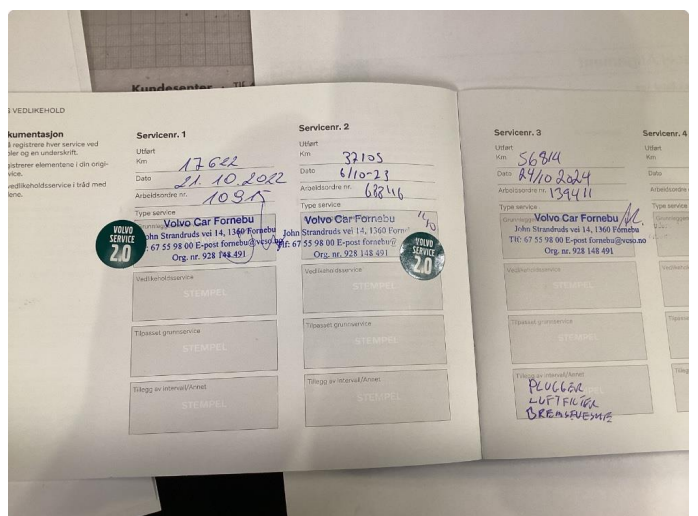 Kundesenter
Tlf
VEDLIKEHOLD
kumentasjon
å registrere hver service ved
pler og en underskrift.
gistrerer elementene i din origi-
vice.
vedlikeholdsservice i tråd med
lene.
Servicenr. 1
Utført
Km 17622
Dato 21.10.2022
Arbeidsordre nr. 10915
Type service
Volvo Car Fornebu
John Strandruds vei 14, 1360 Fornebu
67 55 98 00 E-post fornebu@vcso.no
Org. nr. 928 148 491
VOLVO
SERVICE
2.0
Vedlikeholdsservice
STEMPEL
Tilpasset grunnservice
STEMPEL
Tillegg av intervall/Annet
STEMPEL
Servicenr. 2
Utført
Km 37105
Dato 6/10-23
Arbeidsordre nr. 688416
Type service
Volvo Car Fornebu
John Strandruds vei 14, 1360 Forn
Tlf: 67 55 98 00 E-post fornebu@
Org. nr. 928 148 491
VOLVO
SERVICE
2.0
Vedlikeholdsservice
STEMPEL
Tilpasset grunnservice
STEMPEL
Tillegg av intervall/Annet
STEMPEL
Servicenr. 3
Utført
Km 56814
Dato 24/10 2024
Arbeidsordre nr. 139411
Type service
Volvo Car Fornebu
John Strandruds vei 14, 1360 Fornebu
Tlf: 67 55 98 00 E-post fornebu@vcso.no
Org. nr. 928 148 491
Vedlikeholdsservice
STEMPEL
Tilpasset grunnservice
STEMPEL
Tillegg av intervall/Annet
PLUGGER
LUFTFILTER
BREMSEVESKE
Servicenr. 4
Utført
Km
Dato
Arbeidsordre
Type service